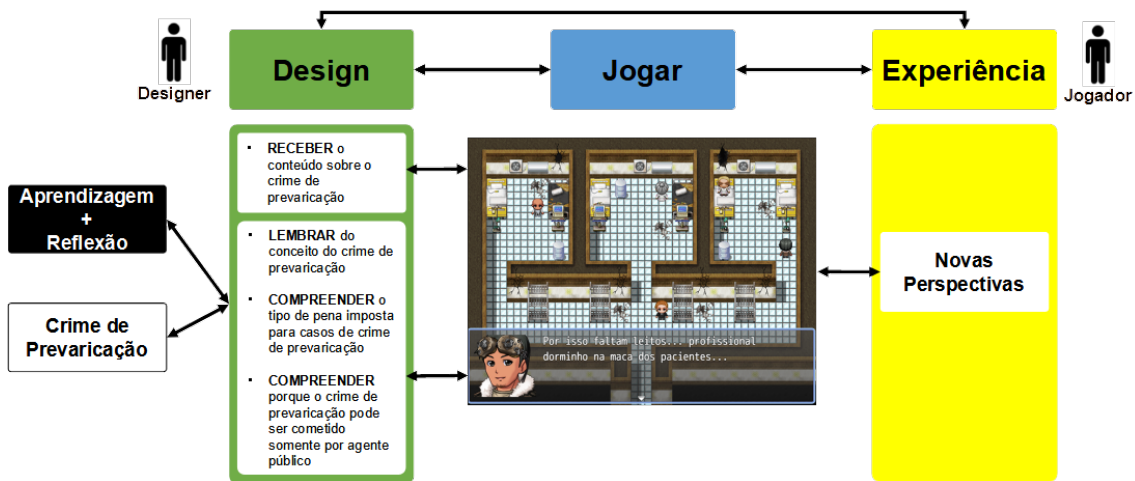 Designer
Design
Jogar
Experiência
Jogador
Aprendizagem
+
Reflexão
Crime de
Prevaricação
▪ RECEBER o
conteúdo sobre o
crime de
prevaricação
▪ LEMBRAR do
conceito do crime de
prevaricação
▪ COMPREENDER o
tipo de pena imposta
para casos de crime
de prevaricação
▪ COMPREENDER
porque o crime de
prevaricação pode
ser cometido
somente por agente
público
Por isso faltam leitos... profissional
dorminho na maca dos pacientes...
Novas
Perspectivas